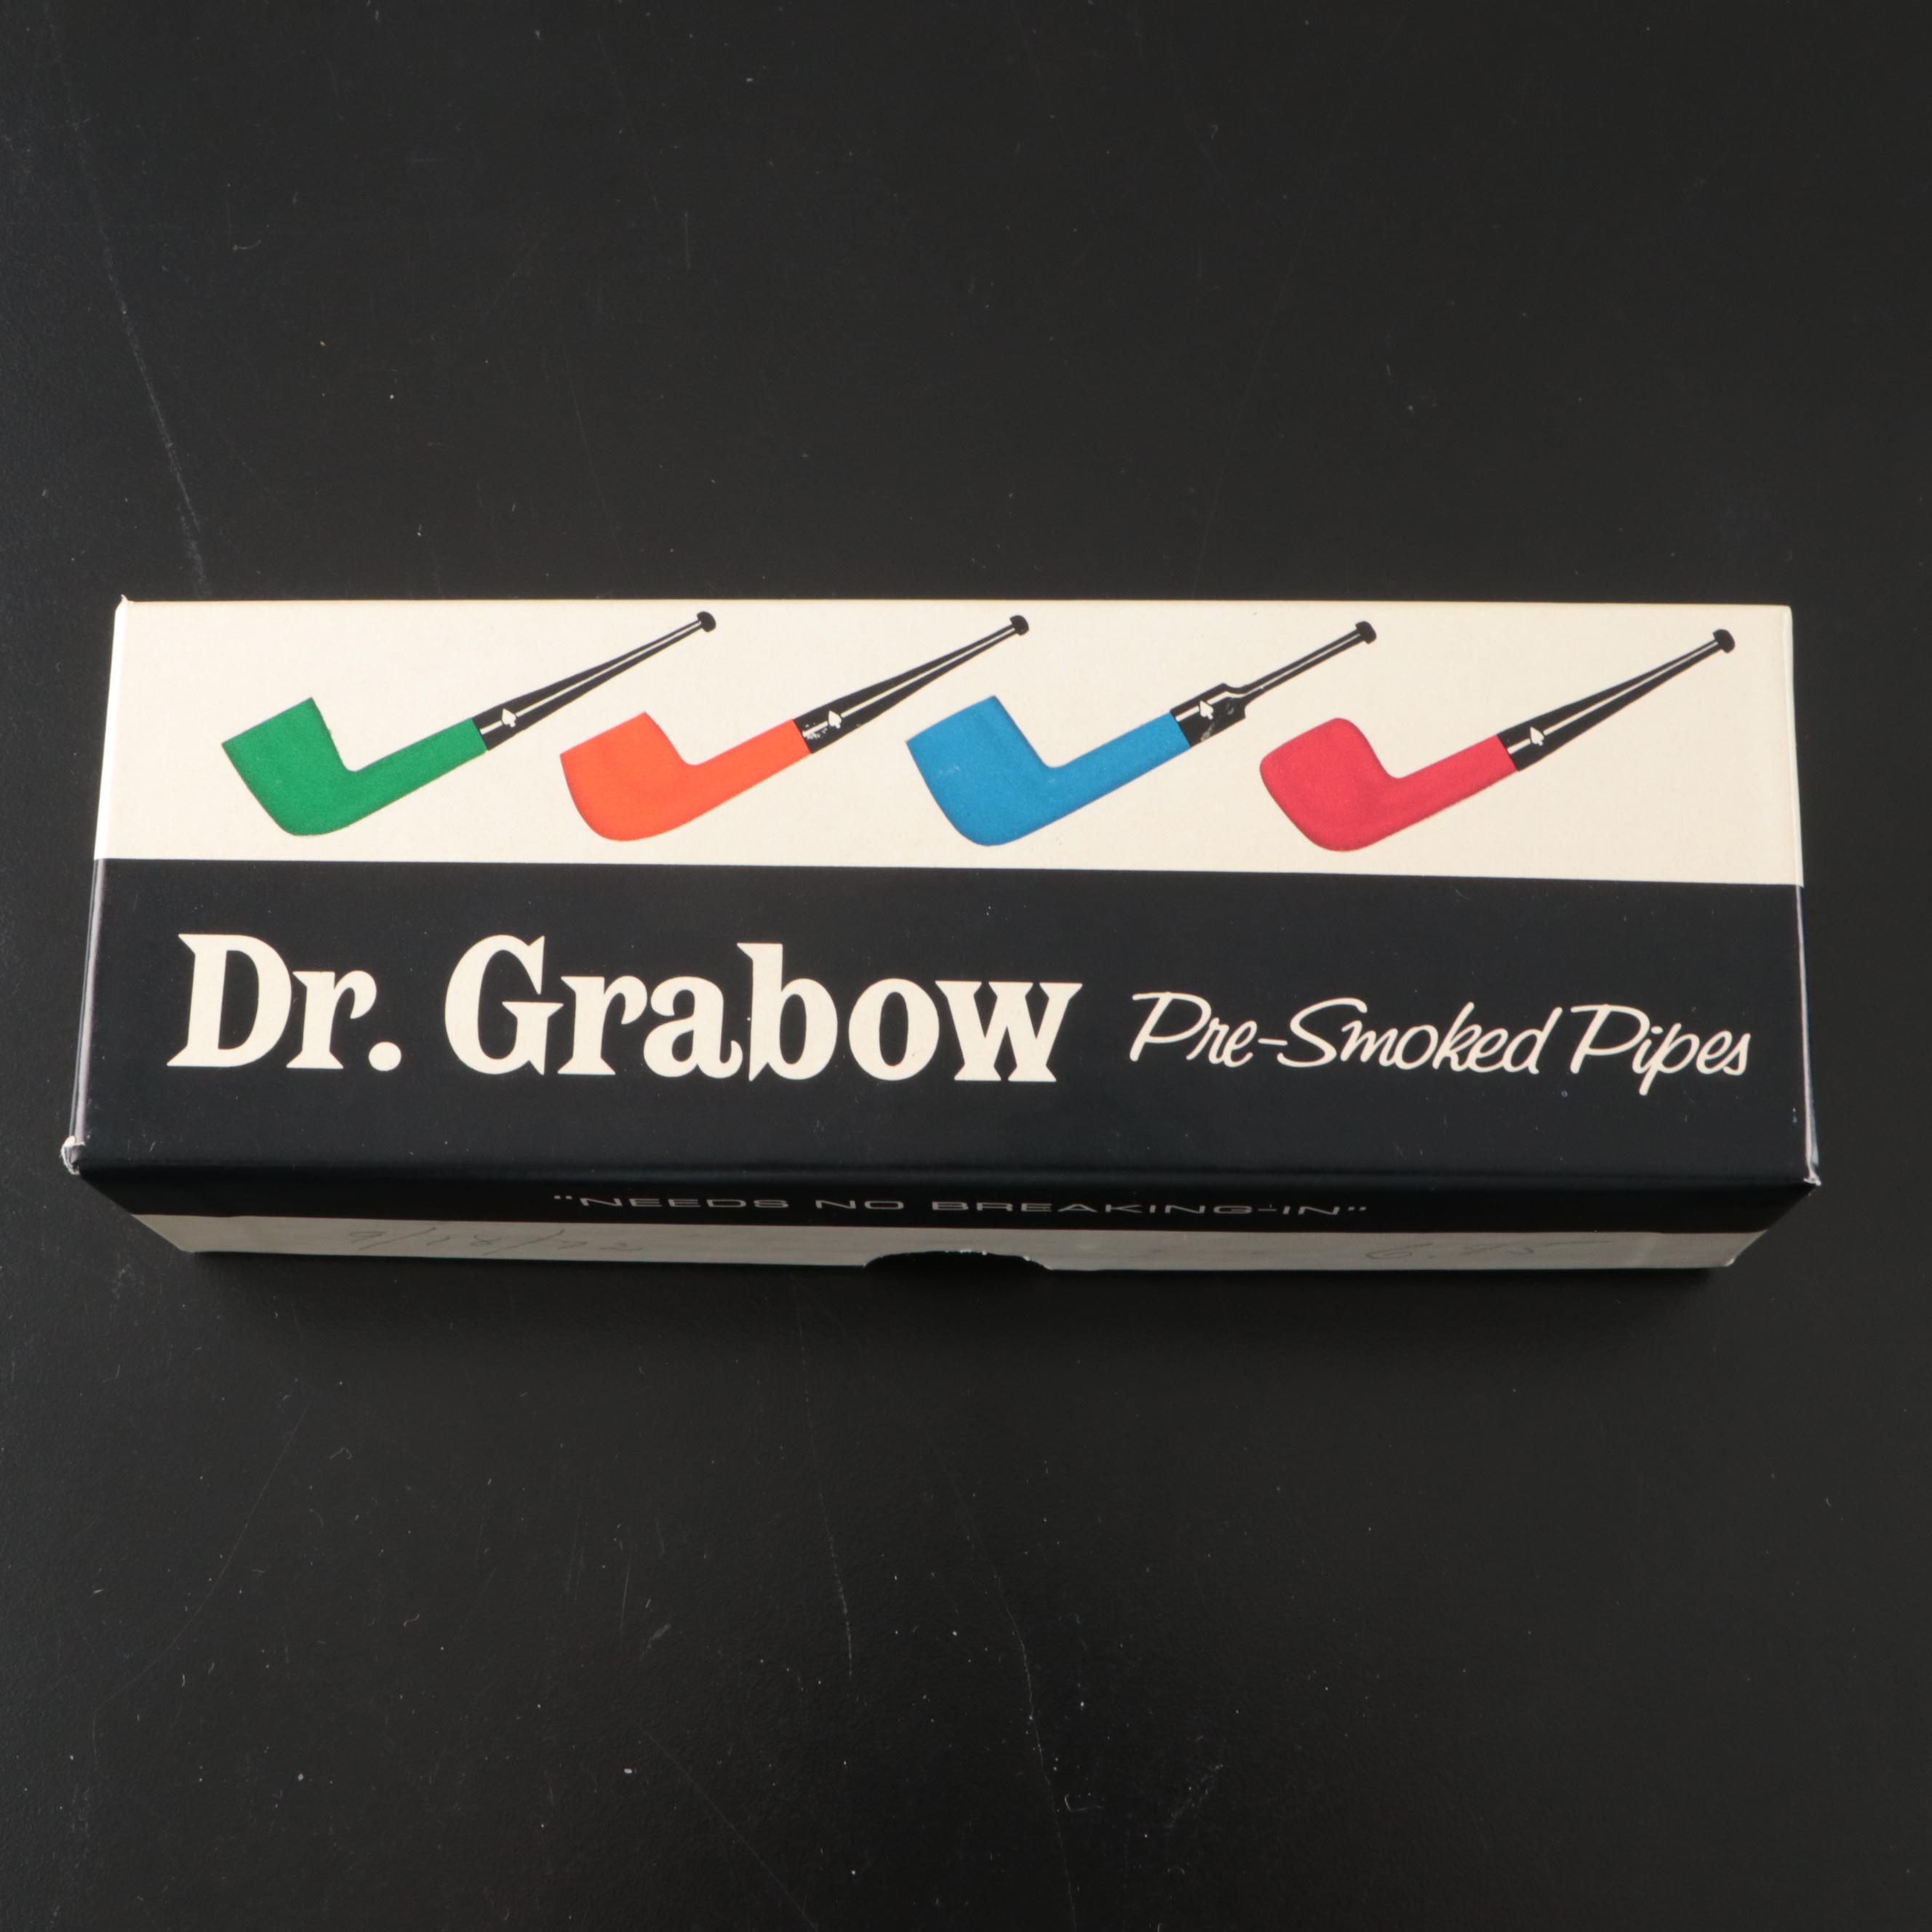 Dr. Grabow Pre-Smoked Pipes
"NEEDS NO BREAKING-IN"